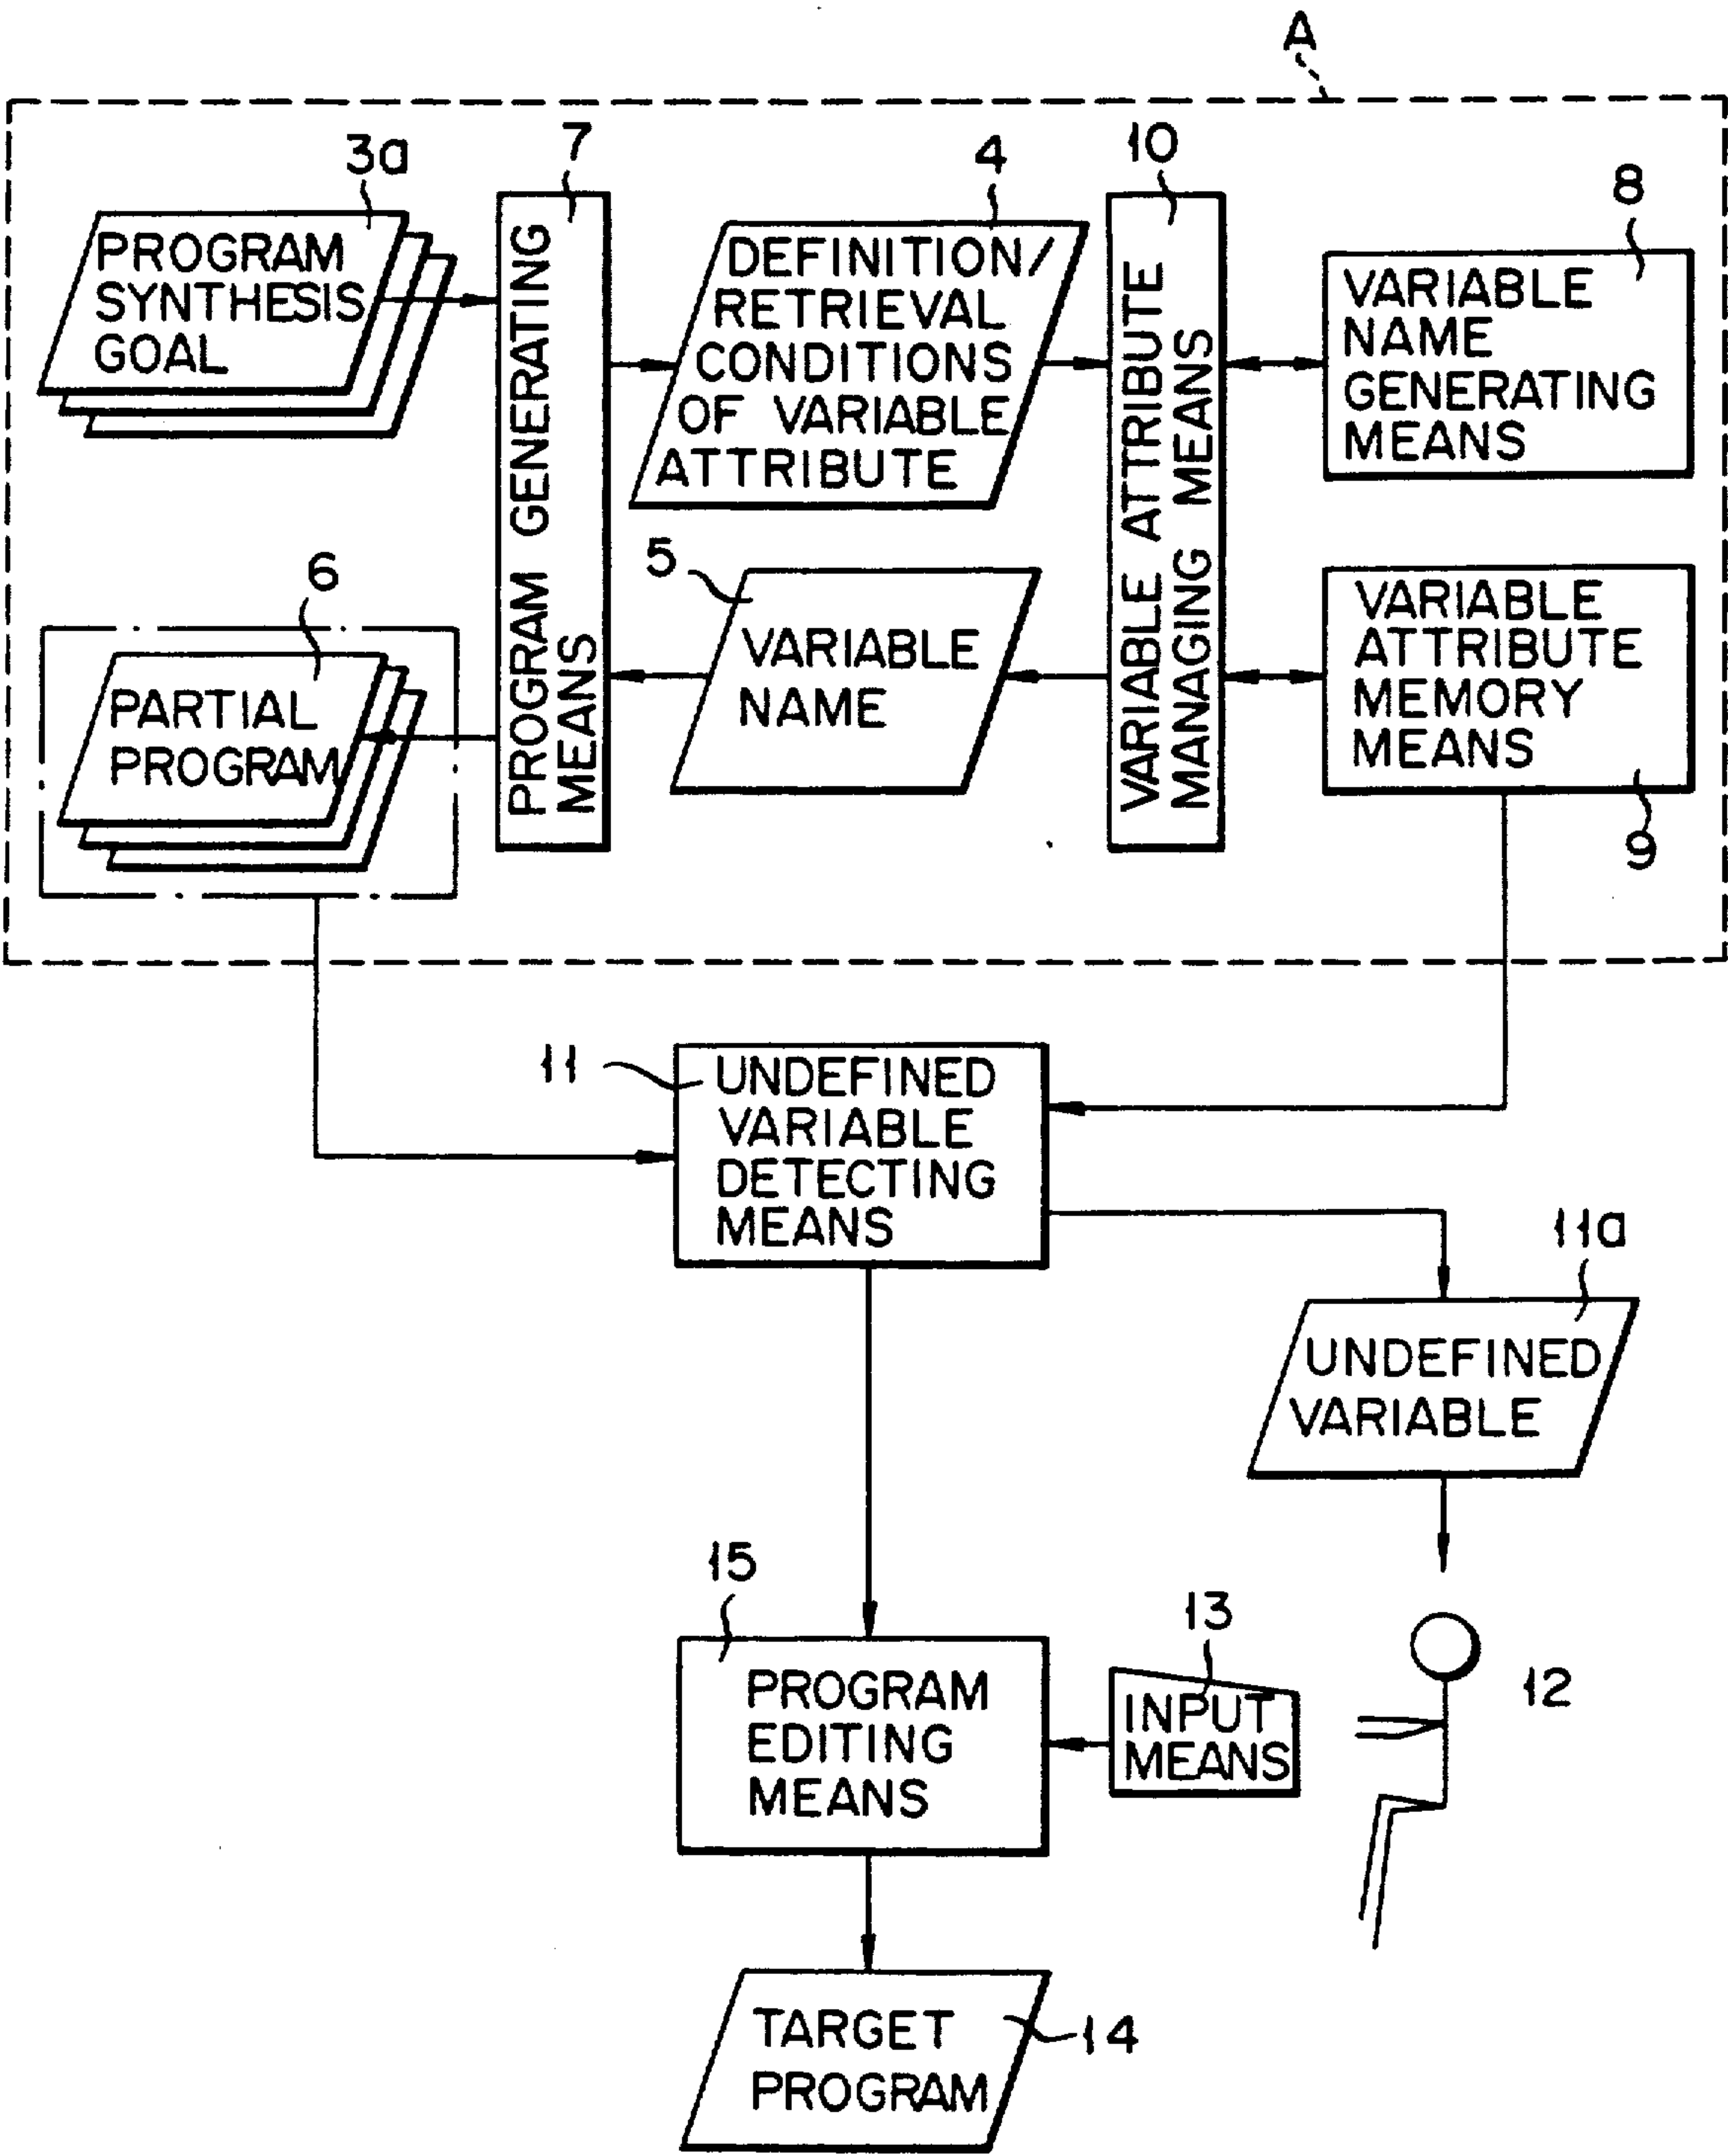 A
3a
7
4
10
8
PROGRAM
SYNTHESIS
GOAL
PROGRAM GENERATING
MEANS
DEFINITION/
RETRIEVAL
CONDITIONS
OF VARIABLE
ATTRIBUTE
VARIABLE ATTRIBUTE
MANAGING MEANS
VARIABLE
NAME
GENERATING
MEANS
6
PARTIAL
PROGRAM
5
VARIABLE
NAME
VARIABLE
ATTRIBUTE
MEMORY
MEANS
9
11
UNDEFINED
VARIABLE
DETECTING
MEANS
11a
UNDEFINED
VARIABLE
15
PROGRAM
EDITING
MEANS
13
INPUT
MEANS
12
TARGET
PROGRAM
14